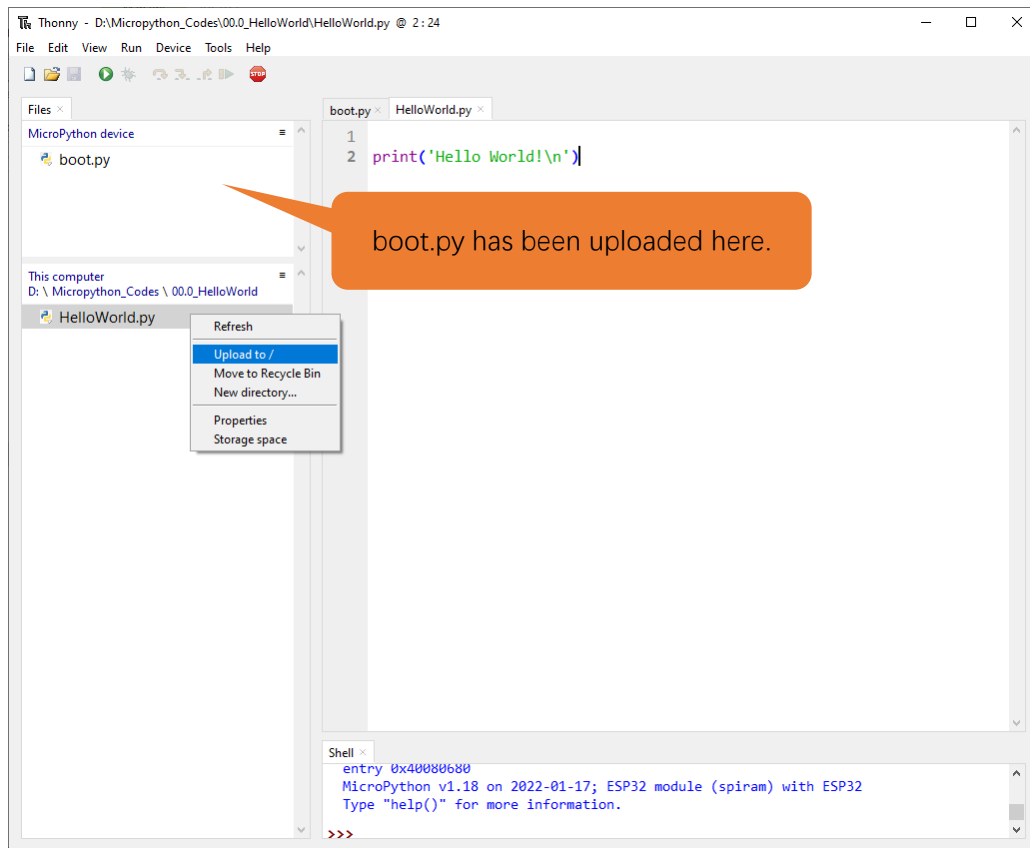 Thonny - D:\Micropython_Codes\00.0_HelloWorld\HelloWorld.py @ 2:24
File Edit View Run Device Tools Help
STOP
Files
MicroPython device
boot.py
This computer
D: \ Micropython_Codes \ 00.0_HelloWorld
HelloWorld.py
Refresh
Upload to /
Move to Recycle Bin
New directory...
Properties
Storage space
boot.py HelloWorld.py
1
2 print('Hello World!\n')
boot.py has been uploaded here.
Shell
entry 0x40080680
MicroPython v1.18 on 2022-01-17; ESP32 module (spiram) with ESP32
Type "help()" for more information.
>>>